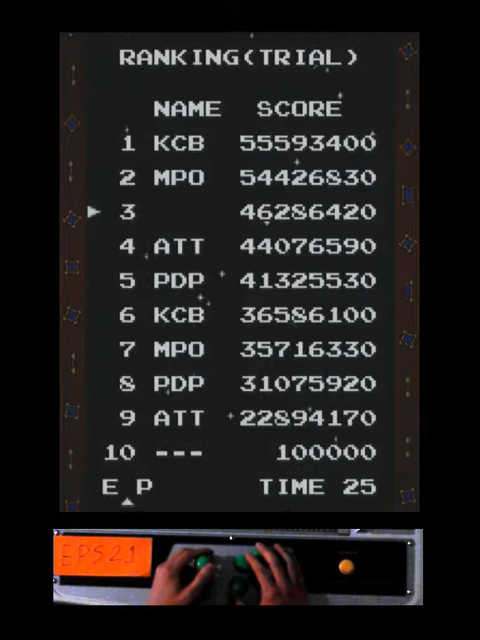 RANKING(TRIAL)
NAME SCORE
1 KCB 55593400
2 MPO 54426830
3 46286420
4 ATT 44076590
5 PDP 41325530
6 KCB 36586100
7 MPO 35716330
8 PDP 31075920
9 ATT 22894170
10 --- 100000
E P TIME 25
EPS21